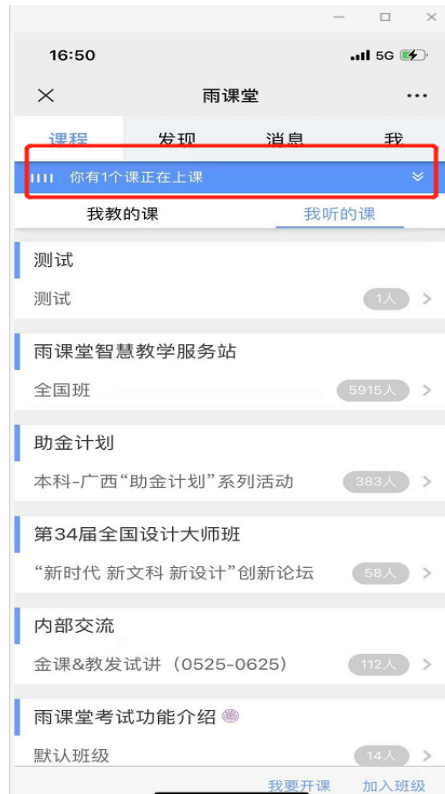 16:50
5G
雨课堂
课程 发现 消息 我
你有1个课正在上课
我教的课 我听的课
测试
测试 1人
雨课堂智慧教学服务站
全国班 5915人
助金计划
本科-广西“助金计划”系列活动 383人
第34届全国设计大师班
“新时代 新文科 新设计”创新论坛 58人
内部交流
金课&教发试讲（0525-0625） 112人
雨课堂考试功能介绍
默认班级 14人
我要开课 加入班级